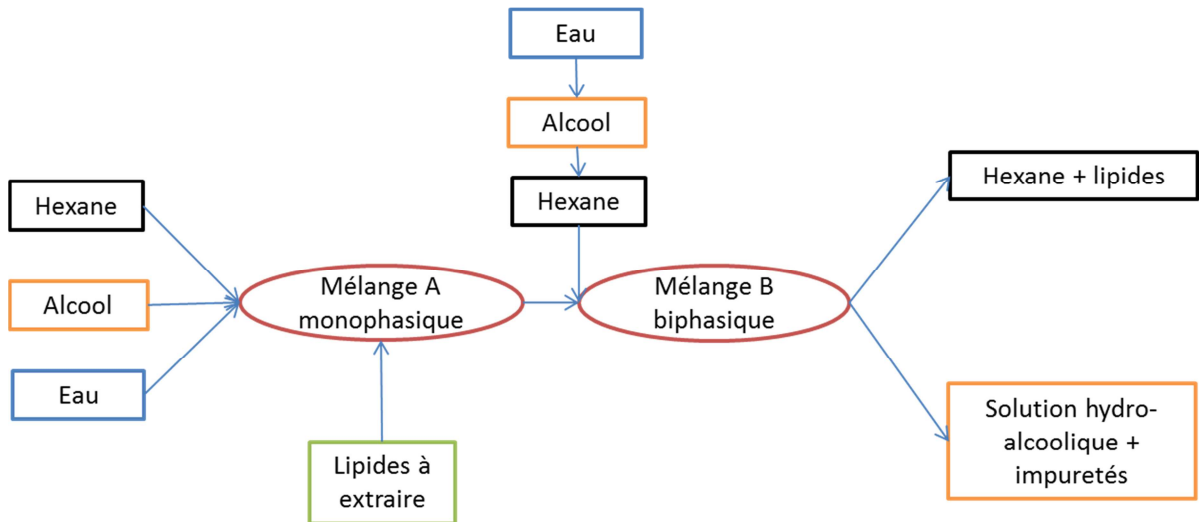 Eau
Alcool
Hexane
Hexane
Alcool
Eau
Mélange A
monophasique
Lipides à
extraire
Mélange B
biphasique
Hexane + lipides
Solution hydro-
alcoolique +
impuretés